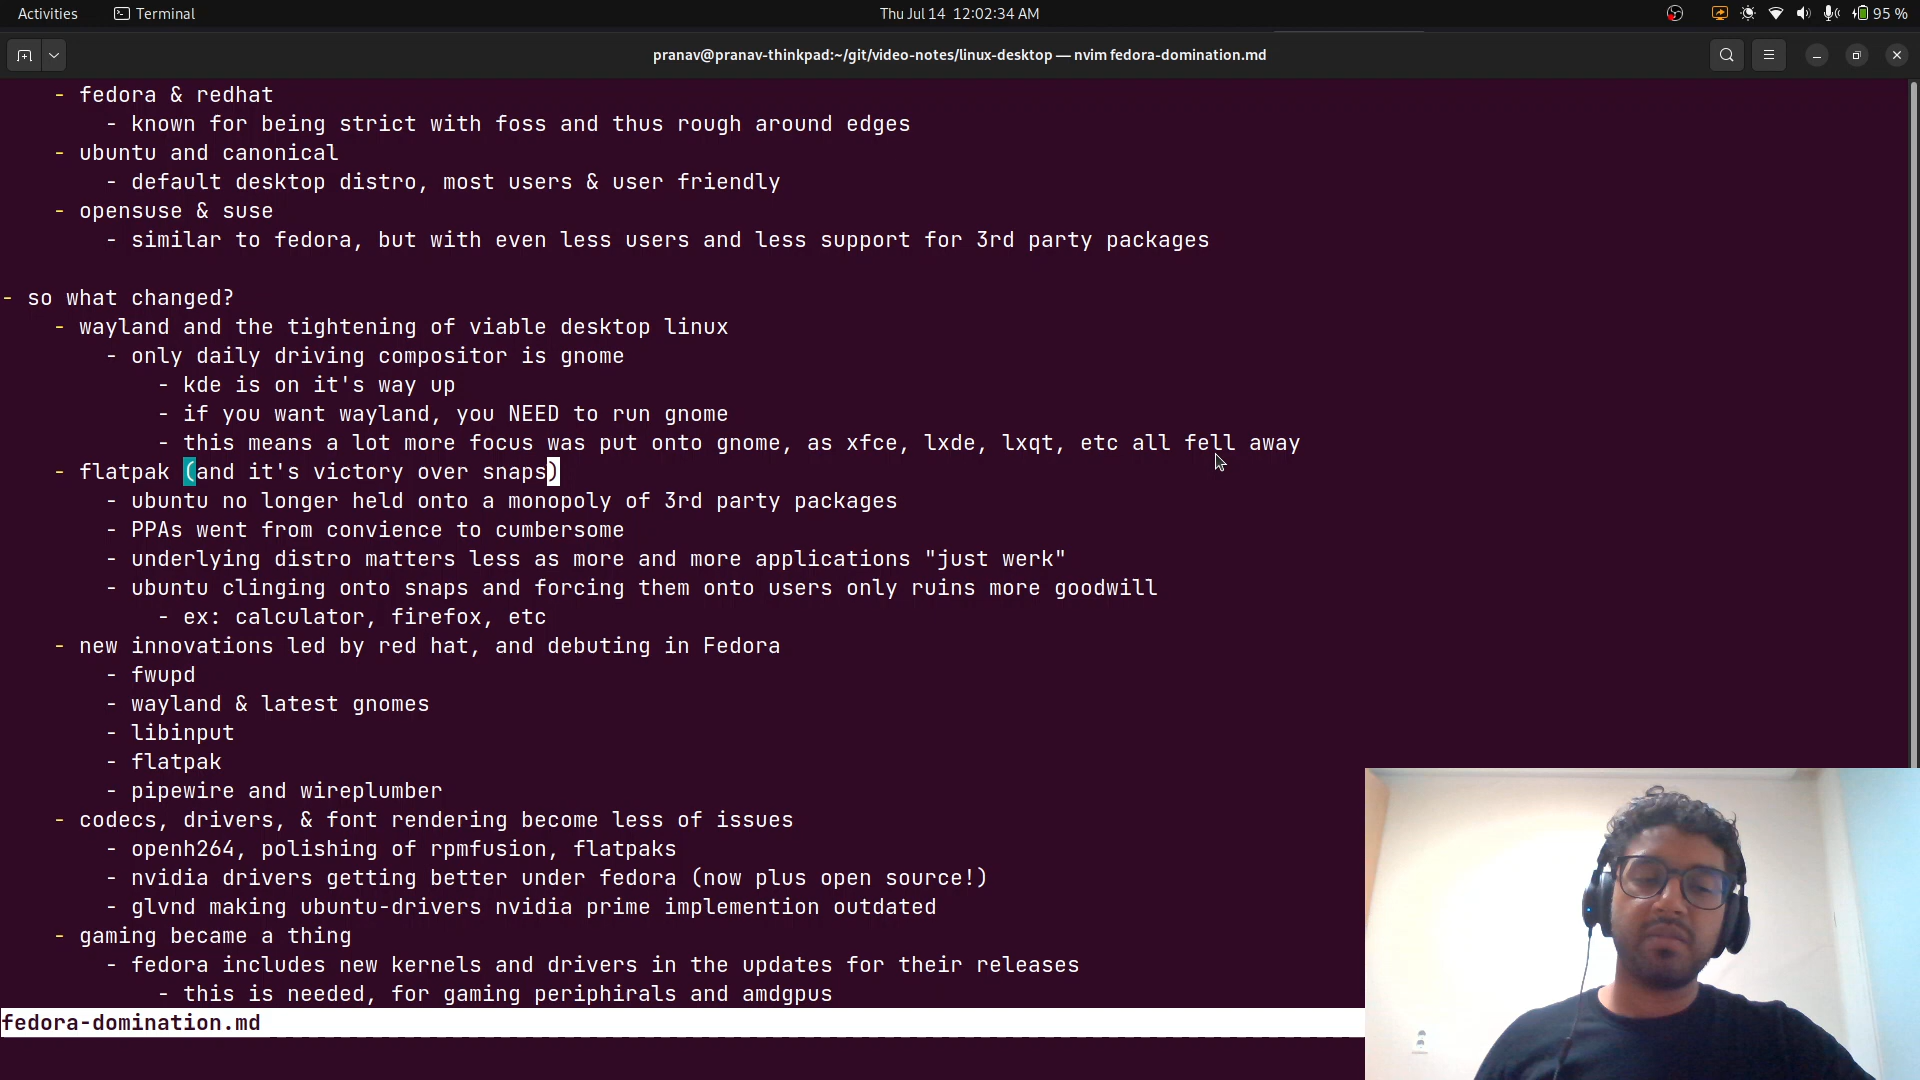 Activities Terminal Thu Jul 14 12:02:34 AM 95 %
pranav@pranav-thinkpad:~/git/video-notes/linux-desktop — nvim fedora-domination.md
- fedora & redhat
- known for being strict with foss and thus rough around edges
- ubuntu and canonical
- default desktop distro, most users & user friendly
- opensuse & suse
- similar to fedora, but with even less users and less support for 3rd party packages
- so what changed?
- wayland and the tightening of viable desktop linux
- only daily driving compositor is gnome
- kde is on it's way up
- if you want wayland, you NEED to run gnome
- this means a lot more focus was put onto gnome, as xfce, lxde, lxqt, etc all fell away
- flatpak (and it's victory over snaps)
- ubuntu no longer held onto a monopoly of 3rd party packages
- PPAs went from convience to cumbersome
- underlying distro matters less as more and more applications "just werk"
- ubuntu clinging onto snaps and forcing them onto users only ruins more goodwill
- ex: calculator, firefox, etc
- new innovations led by red hat, and debuting in Fedora
- fwupd
- wayland & latest gnomes
- libinput
- flatpak
- pipewire and wireplumber
- codecs, drivers, & font rendering become less of issues
- openh264, polishing of rpmfusion, flatpaks
- nvidia drivers getting better under fedora (now plus open source!)
- glvnd making ubuntu-drivers nvidia prime implemention outdated
- gaming became a thing
- fedora includes new kernels and drivers in the updates for their releases
- this is needed, for gaming periphirals and amdgpus
fedora-domination.md